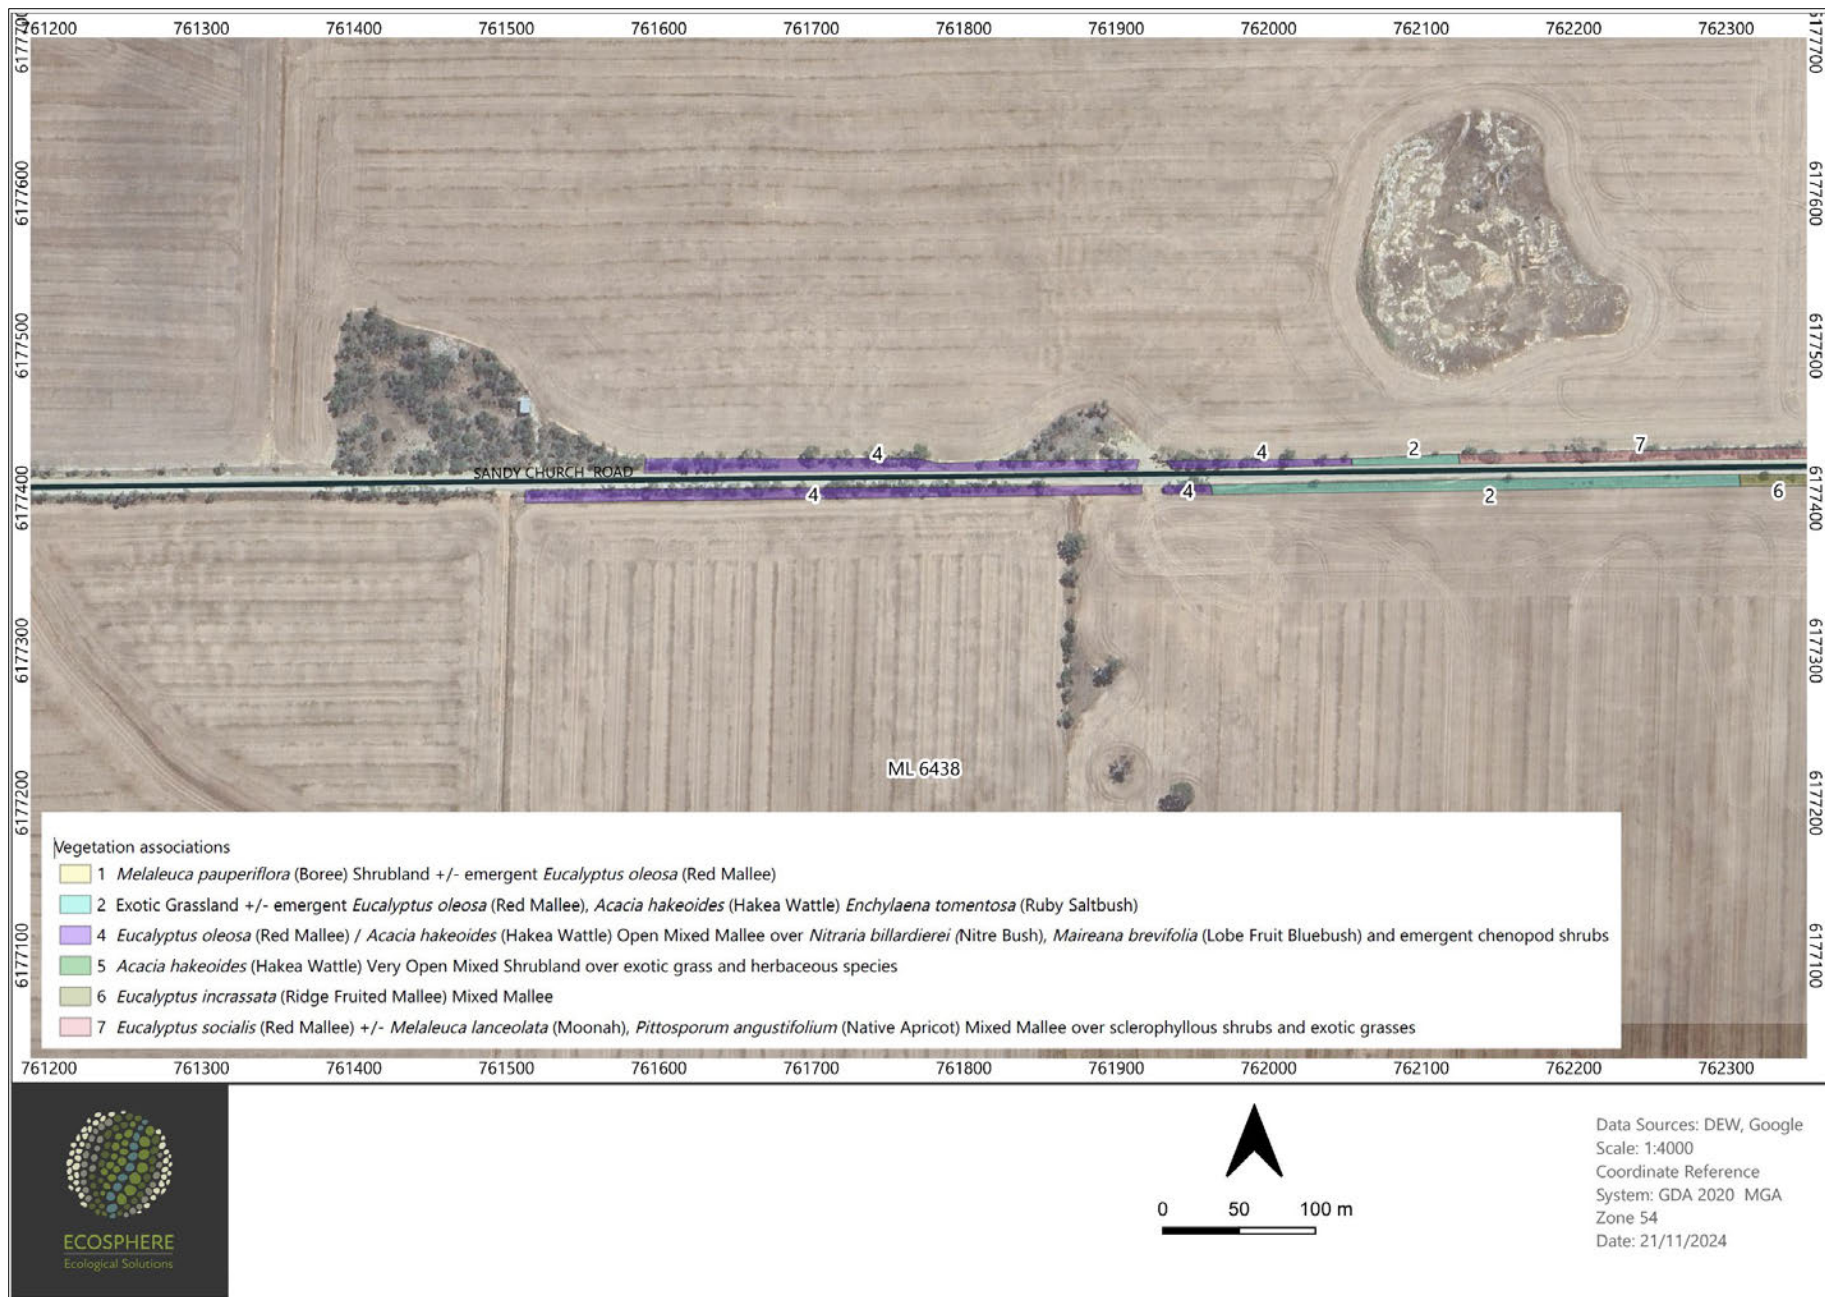 761200 761300 761400 761500 761600 761700 761800 761900 762000 762100 762200 762300
6177700 6177700
6177600 6177600
6177500 6177500
4 4 2 7
SANDY CHURCH ROAD
6177400 6177400
4 4 2 6
6177300 6177300
ML 6438
6177200 6177200
Vegetation associations
1 Melaleuca pauperiflora (Boree) Shrubland +/- emergent Eucalyptus oleosa (Red Mallee)
2 Exotic Grassland +/- emergent Eucalyptus oleosa (Red Mallee), Acacia hakeoides (Hakea Wattle) Enchylaena tomentosa (Ruby Saltbush)
4 Eucalyptus oleosa (Red Mallee) / Acacia hakeoides (Hakea Wattle) Open Mixed Mallee over Nitraria billardierei (Nitre Bush), Maireana brevifolia (Lobe Fruit Bluebush) and emergent chenopod shrubs
5 Acacia hakeoides (Hakea Wattle) Very Open Mixed Shrubland over exotic grass and herbaceous species
6 Eucalyptus incrassata (Ridge Fruited Mallee) Mixed Mallee
7 Eucalyptus socialis (Red Mallee) +/- Melaleuca lanceolata (Moonah), Pittosporum angustifolium (Native Apricot) Mixed Mallee over sclerophyllous shrubs and exotic grasses
6177100 6177100
761200 761300 761400 761500 761600 761700 761800 761900 762000 762100 762200 762300
ECOSPHERE
Ecological Solutions
0 50 100 m
Data Sources: DEW, Google
Scale: 1:4000
Coordinate Reference
System: GDA 2020 MGA
Zone 54
Date: 21/11/2024